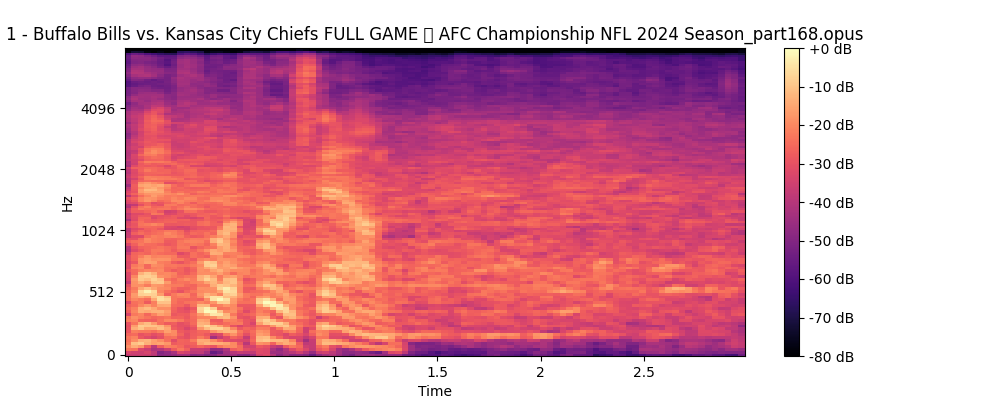 1 - Buffalo Bills vs. Kansas City Chiefs FULL GAME ▯ AFC Championship NFL 2024 Season_part168.opus
+0 dB
-10 dB
-20 dB
-30 dB
-40 dB
-50 dB
-60 dB
-70 dB
-80 dB
4096
2048
1024
512
0
Hz
0
0.5
1
1.5
2
2.5
Time